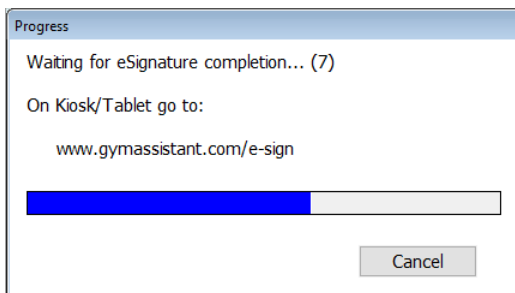 Progress
Waiting for eSignature completion... (7)
On Kiosk/Tablet go to:
www.gymassistant.com/e-sign
Cancel